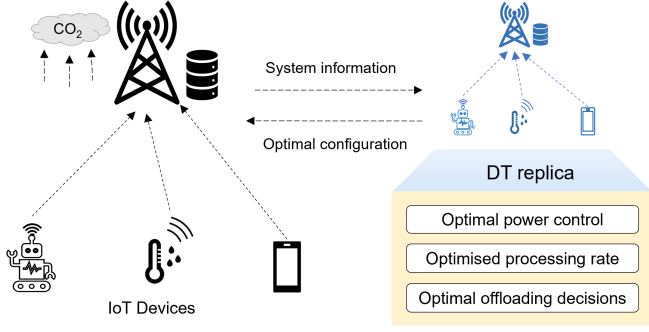 CO2
System information
Optimal configuration
DT replica
Optimal power control
Optimised processing rate
Optimal offloading decisions
IoT Devices